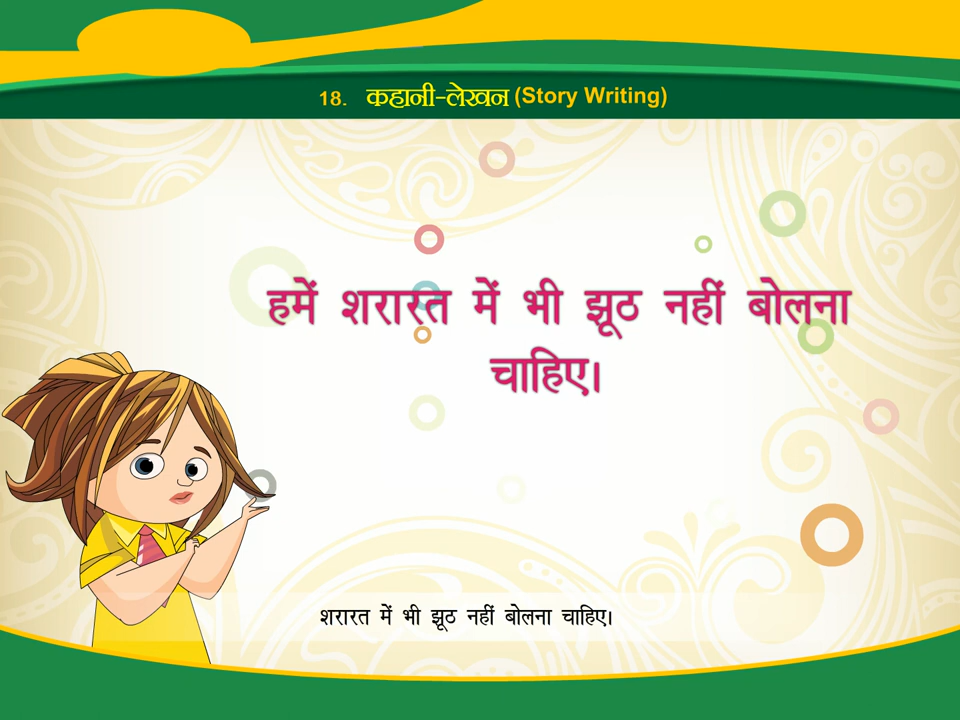 18. कहानी-लेखन (Story Writing)
हमें शरारत में भी झूठ नहीं बोलना
चाहिए।
शरारत में भी झूठ नहीं बोलना चाहिए।